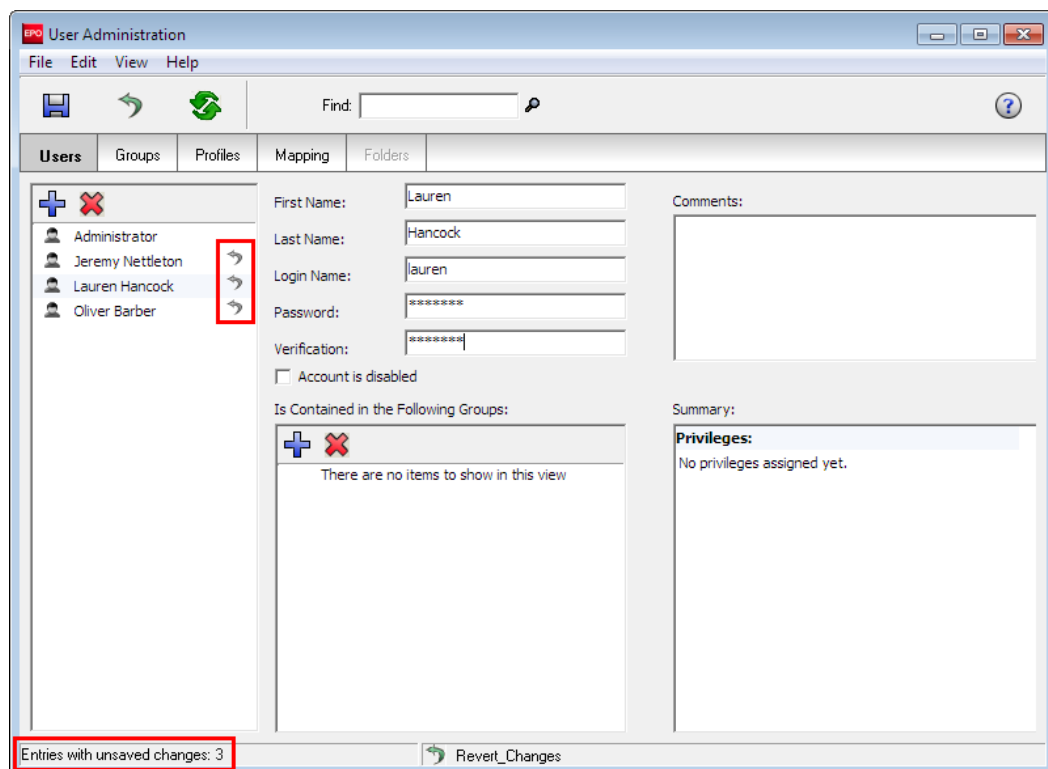 EPO User Administration
File Edit View Help
Find:
?
Users Groups Profiles Mapping Folders
Administrator
Jeremy Nettleton
Lauren Hancock
Oliver Barber
First Name: Lauren
Last Name: Hancock
Login Name: lauren
Password: *******
Verification: *******
Account is disabled
Is Contained in the Following Groups:
There are no items to show in this view
Comments:
Summary:
Privileges:
No privileges assigned yet.
Entries with unsaved changes: 3
Revert_Changes